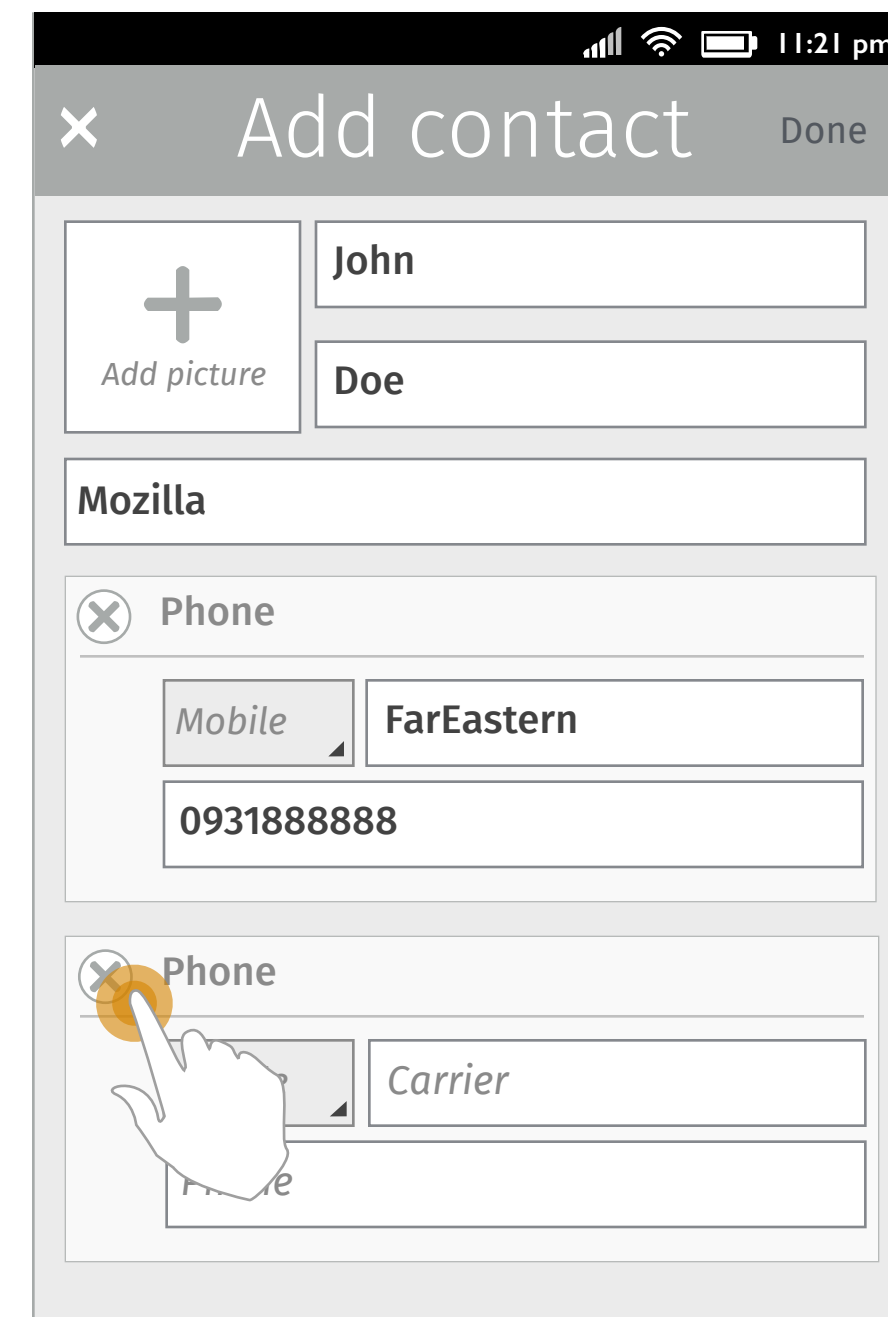 11:21 pm
Add contact Done
John
Add picture
Doe
Mozilla
Phone
Mobile FarEastern
0931888888
Phone
Carrier